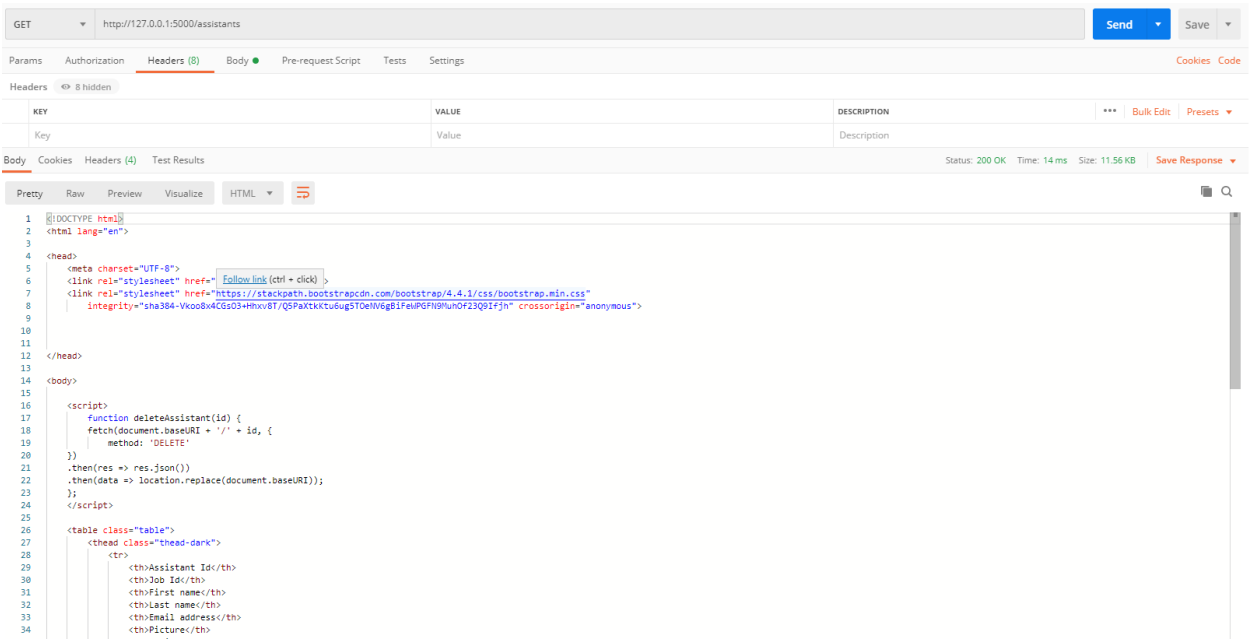 GET http://127.0.0.1:5000/assistants Send Save
Params Authorization Headers (8) Body Pre-request Script Tests Settings Cookies Code
Headers 8 hidden
KEY VALUE DESCRIPTION ••• Bulk Edit Presets
Key Value Description
Body Cookies Headers (4) Test Results Status: 200 OK Time: 14 ms Size: 11.56 KB Save Response
Pretty Raw Preview Visualize HTML
1 <!DOCTYPE html>
2 <html lang="en">
3
4 <head>
5 <meta charset="UTF-8">
Follow link (ctrl + click)
6 <link rel="stylesheet" href=" >
7 <link rel="stylesheet" href="https://stackpath.bootstrapcdn.com/bootstrap/4.4.1/css/bootstrap.min.css"
8 integrity="sha384-Vkoo8x4CGsO3+Hhxv8T/Q5PaXtkKtu6ug5TOeNV6gBiFeWPGFN9MuhOf23Q9Ifjh" crossorigin="anonymous">
9
10
11
12 </head>
13
14 <body>
15
16 <script>
17 function deleteAssistant(id) {
18 fetch(document.baseURI + '/' + id, {
19 method: 'DELETE'
20 })
21 .then(res => res.json())
22 .then(data => location.replace(document.baseURI));
23 };
24 </script>
25
26 <table class="table">
27 <thead class="thead-dark">
28 <tr>
29 <th>Assistant Id</th>
30 <th>Job Id</th>
31 <th>First name</th>
32 <th>Last name</th>
33 <th>Email address</th>
34 <th>Picture</th>